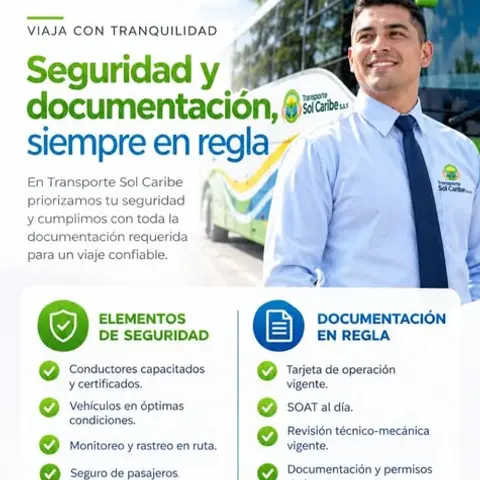 VIAJA CON TRANQUILIDAD
Seguridad y
documentación,
siempre en regla
Transporte
Sol Caribe S.A.S
En Transporte Sol Caribe
priorizamos tu seguridad
y cumplimos con toda la
documentación requerida
para un viaje confiable.
Transporte
Sol Caribe
ELEMENTOS
DE SEGURIDAD
Conductores capacitados
y certificados.
Vehículos en óptimas
condiciones.
Monitoreo y rastreo en ruta.
Seguro de pasajeros
DOCUMENTACIÓN
EN REGLA
Tarjeta de operación
vigente.
SOAT al día.
Revisión técnico-mecánica
vigente.
Documentación y permisos